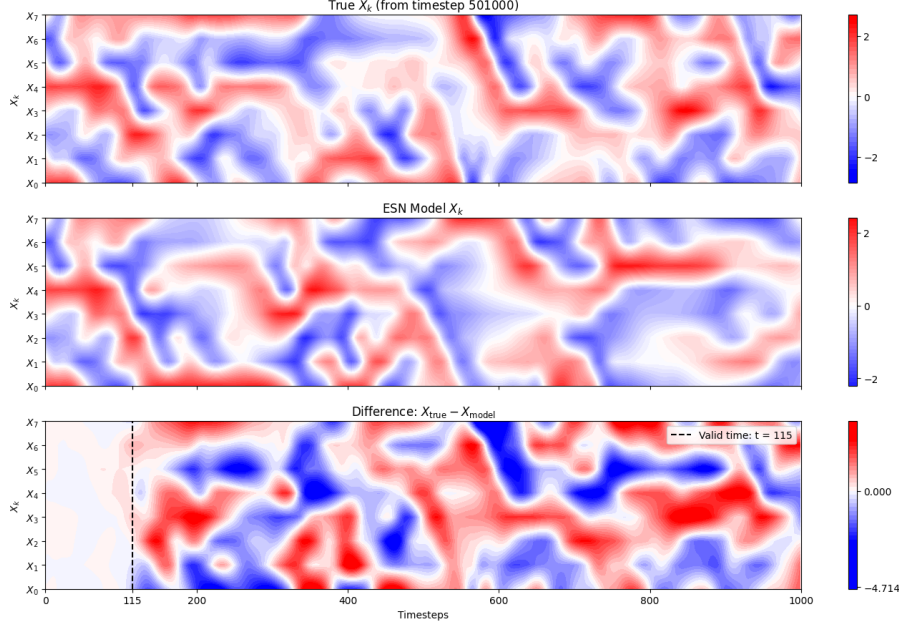 True X_k (from timestep 501000)
X_7
X_6
X_5
X_4
X_3
X_2
X_1
X_0
X_k
2
0
−2
ESN Model X_k
X_7
X_6
X_5
X_4
X_3
X_2
X_1
X_0
X_k
2
0
−2
Difference: X_true − X_model
Valid time: t = 115
X_7
X_6
X_5
X_4
X_3
X_2
X_1
X_0
X_k
0.000
−4.714
0 115 200 400 600 800 1000
Timesteps